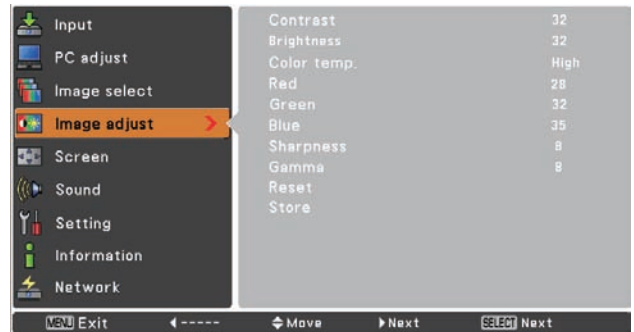 Input
PC adjust
Image select
Image adjust
Screen
Sound
Setting
Information
Network
Contrast 32
Brightness 32
Color temp. High
Red 28
Green 32
Blue 35
Sharpness 8
Gamma 8
Reset
Store
MENU Exit ----- Move Next SELECT Next